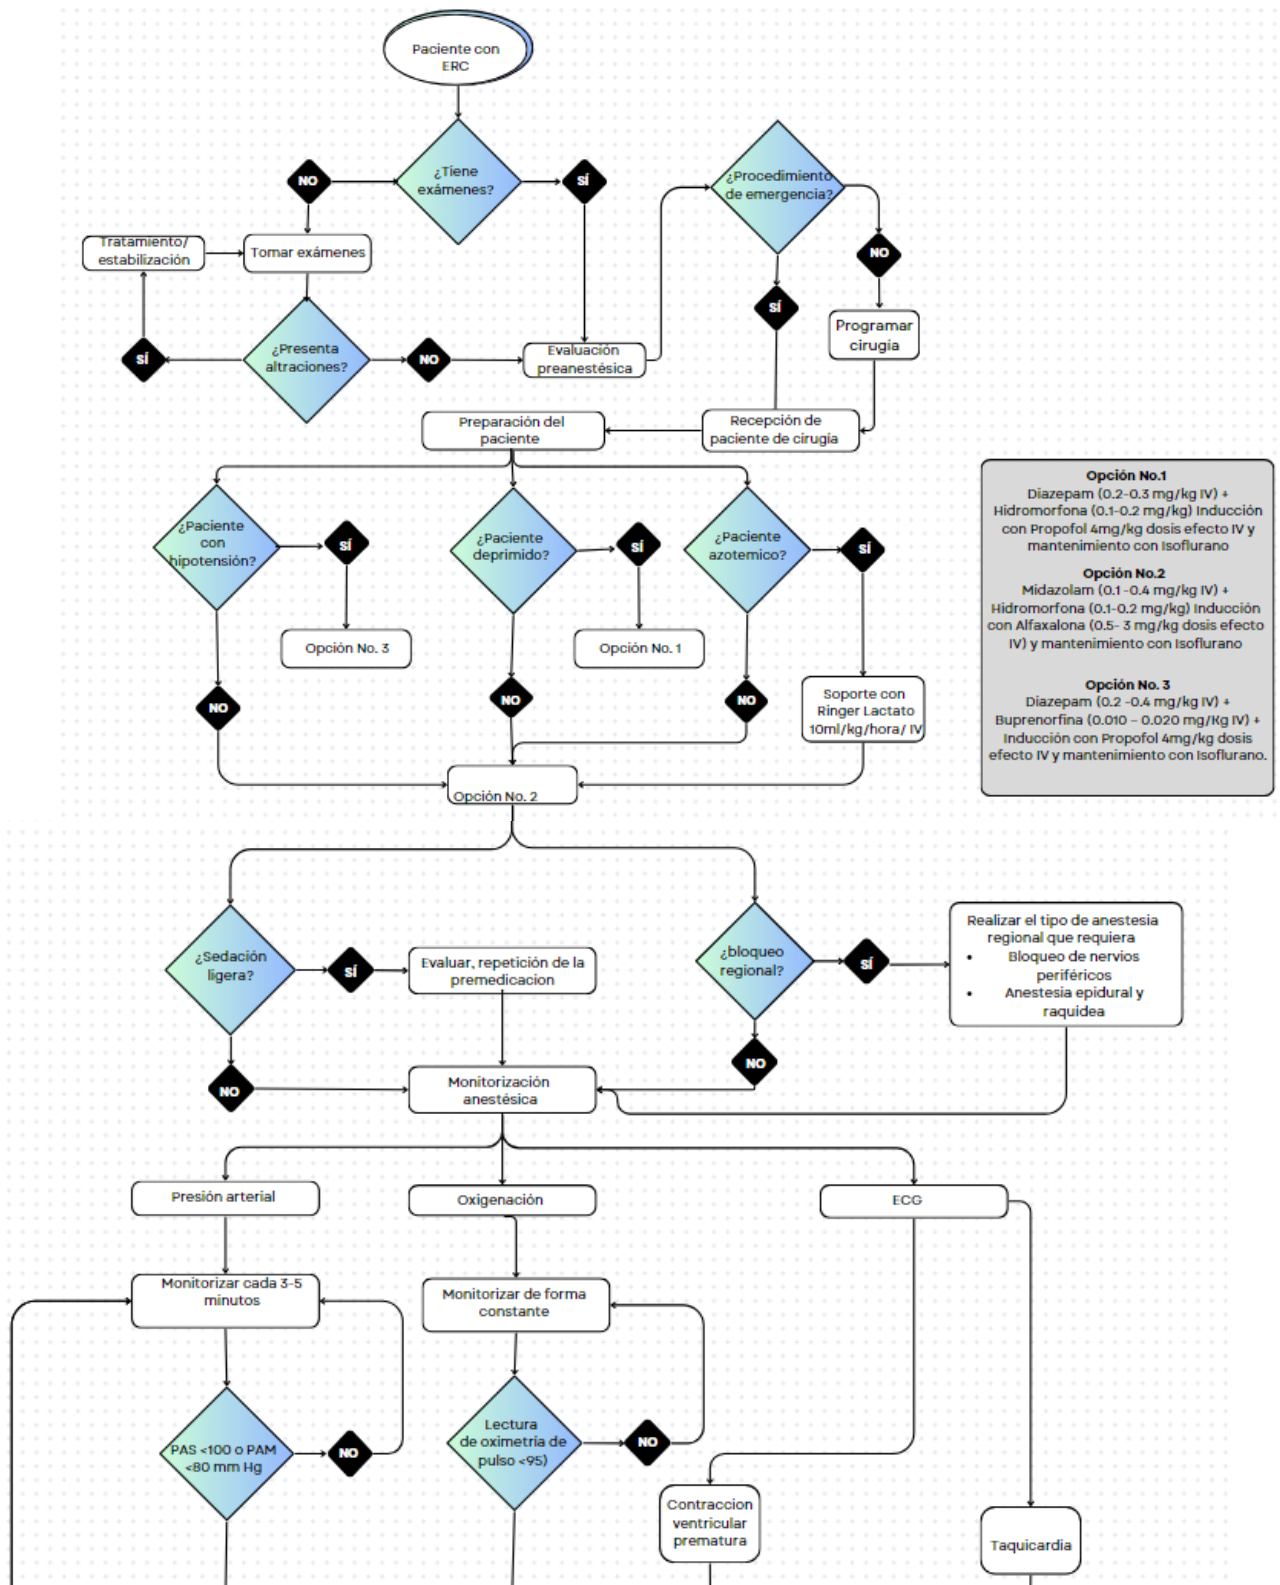 Paciente con
ERC
¿Tiene
exámenes?
NO
SÍ
¿Procedimiento
de emergencia?
Tratamiento/
estabilización
Tomar exámenes
NO
SÍ
Programar
cirugía
¿Presenta
altraciones?
SÍ
NO
Evaluación
preanestésica
Preparación del
paciente
Recepción de
paciente de cirugía
¿Paciente
con
hipotensión?
SÍ
¿Paciente
deprimido?
SÍ
¿Paciente
azotemico?
SÍ
Opción No. 3
Opción No. 1
NO
NO
NO
Soporte con
Ringer Lactato
10ml/kg/hora/ IV
Opción No. 2
Opción No.1
Diazepam (0.2-0.3 mg/kg IV) +
Hidromorfona (0.1-0.2 mg/kg) Inducción
con Propofol 4mg/kg dosis efecto IV y
mantenimiento con Isoflurano
Opción No.2
Midazolam (0.1 -0.4 mg/kg IV) +
Hidromorfona (0.1-0.2 mg/kg) Inducción
con Alfaxalona (0.5- 3 mg/kg dosis efecto
IV) y mantenimiento con Isoflurano
Opción No. 3
Diazepam (0.2 -0.4 mg/kg IV) +
Buprenorfina (0.010 – 0.020 mg/Kg IV) +
Inducción con Propofol 4mg/kg dosis
efecto IV y mantenimiento con Isoflurano.
¿Sedación
ligera?
SÍ
Evaluar, repetición de la
premedicacion
¿bloqueo
regional?
SÍ
Realizar el tipo de anestesia
regional que requiera
• Bloqueo de nervios
periféricos
• Anestesia epidural y
raquidea
NO
NO
Monitorización
anestésica
Presión arterial
Oxigenación
ECG
Monitorizar cada 3-5
minutos
Monitorizar de forma
constante
PAS <100 o PAM
<80 mm Hg
NO
Lectura
de oximetria de
pulso <95)
NO
Contraccion
ventricular
prematura
Taquicardia